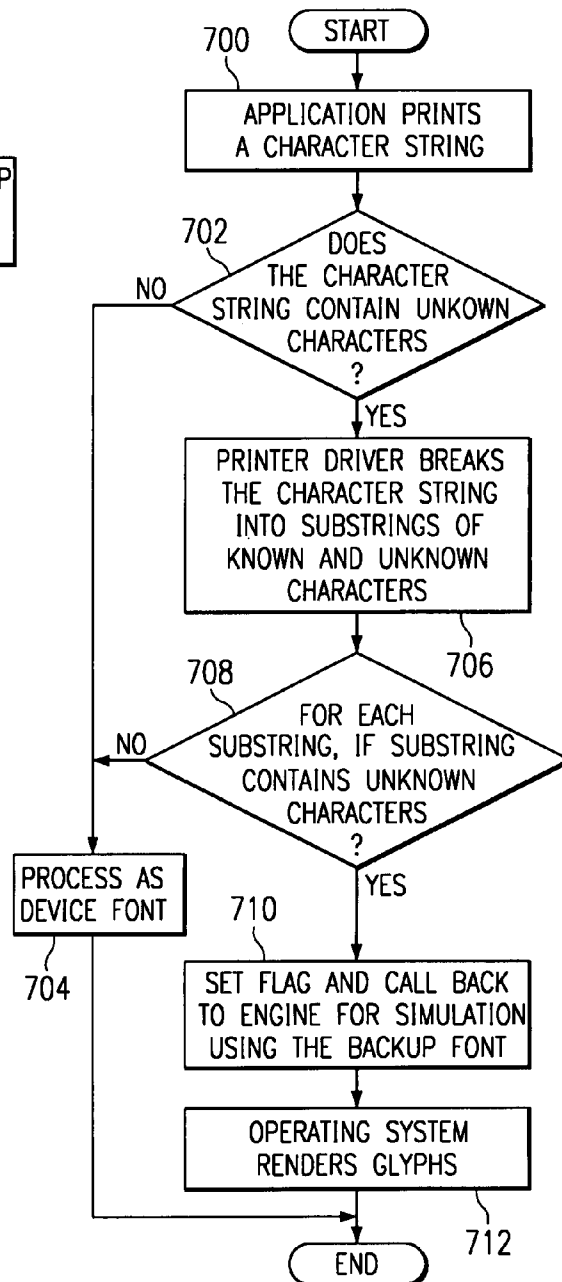 START
700
APPLICATION PRINTS
A CHARACTER STRING
P
702
DOES
THE CHARACTER
STRING CONTAIN UNKOWN
CHARACTERS
?
NO
YES
PRINTER DRIVER BREAKS
THE CHARACTER STRING
INTO SUBSTRINGS OF
KNOWN AND UNKNOWN
CHARACTERS
706
708
FOR EACH
SUBSTRING, IF SUBSTRING
CONTAINS UNKNOWN
CHARACTERS
?
NO
YES
PROCESS AS
DEVICE FONT
704
710
SET FLAG AND CALL BACK
TO ENGINE FOR SIMULATION
USING THE BACKUP FONT
OPERATING SYSTEM
RENDERS GLYPHS
712
END